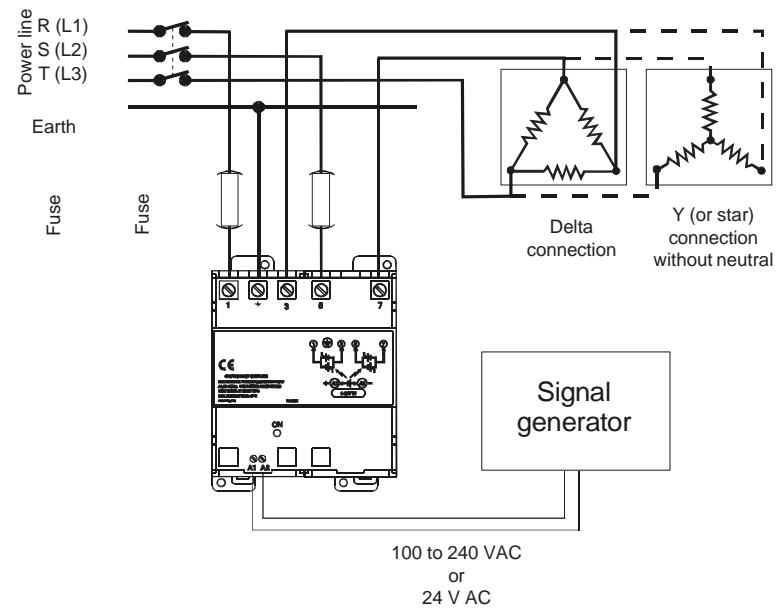 Power line
R (L1)
S (L2)
T (L3)
Earth
Fuse
Fuse
Delta
connection
Y (or star)
connection
without neutral
1
3
7
CE
ON
A1 A2
Signal
generator
100 to 240 VAC
or
24 V AC